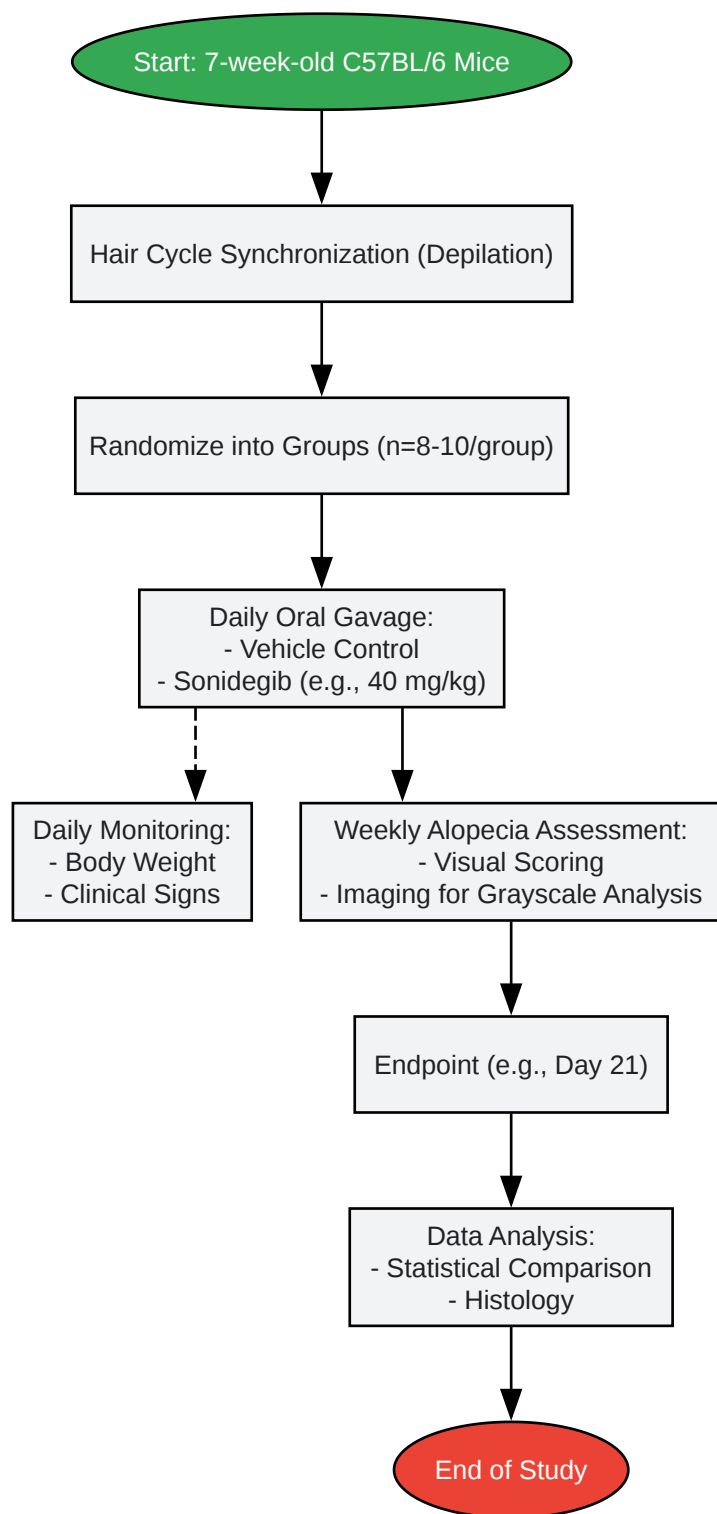 Start: 7-week-old C57BL/6 Mice
Hair Cycle Synchronization (Depilation)
Randomize into Groups (n=8-10/group)
Daily Oral Gavage:
- Vehicle Control
- Sonidegib (e.g., 40 mg/kg)
Daily Monitoring:
- Body Weight
- Clinical Signs
Weekly Alopecia Assessment:
- Visual Scoring
- Imaging for Grayscale Analysis
Endpoint (e.g., Day 21)
Data Analysis:
- Statistical Comparison
- Histology
End of Study